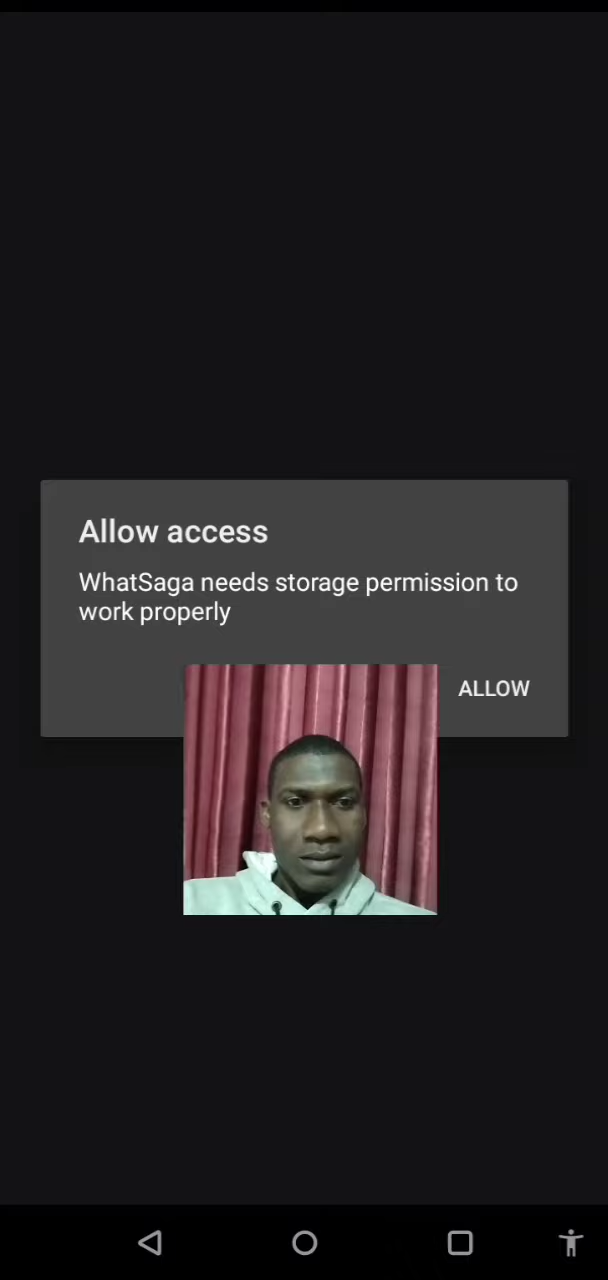 Allow access
WhatSaga needs storage permission to
work properly
ALLOW